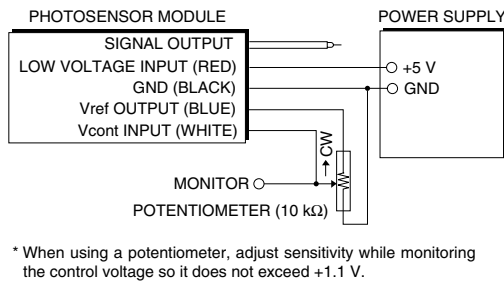 PHOTOSENSOR MODULE
POWER SUPPLY
SIGNAL OUTPUT
LOW VOLTAGE INPUT (RED)
+5 V
GND (BLACK)
GND
Vref OUTPUT (BLUE)
Vcont INPUT (WHITE)
CW
MONITOR
POTENTIOMETER (10 kΩ)
* When using a potentiometer, adjust sensitivity while monitoring
the control voltage so it does not exceed +1.1 V.